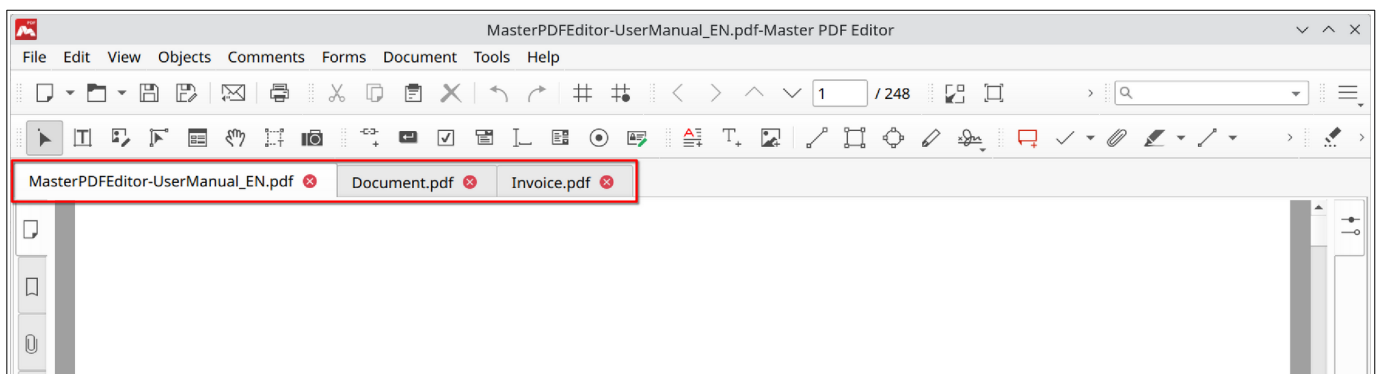 MasterPDFEditor-UserManual_EN.pdf-Master PDF Editor
File Edit View Objects Comments Forms Document Tools Help
1 / 248
MasterPDFEditor-UserManual_EN.pdf Document.pdf Invoice.pdf